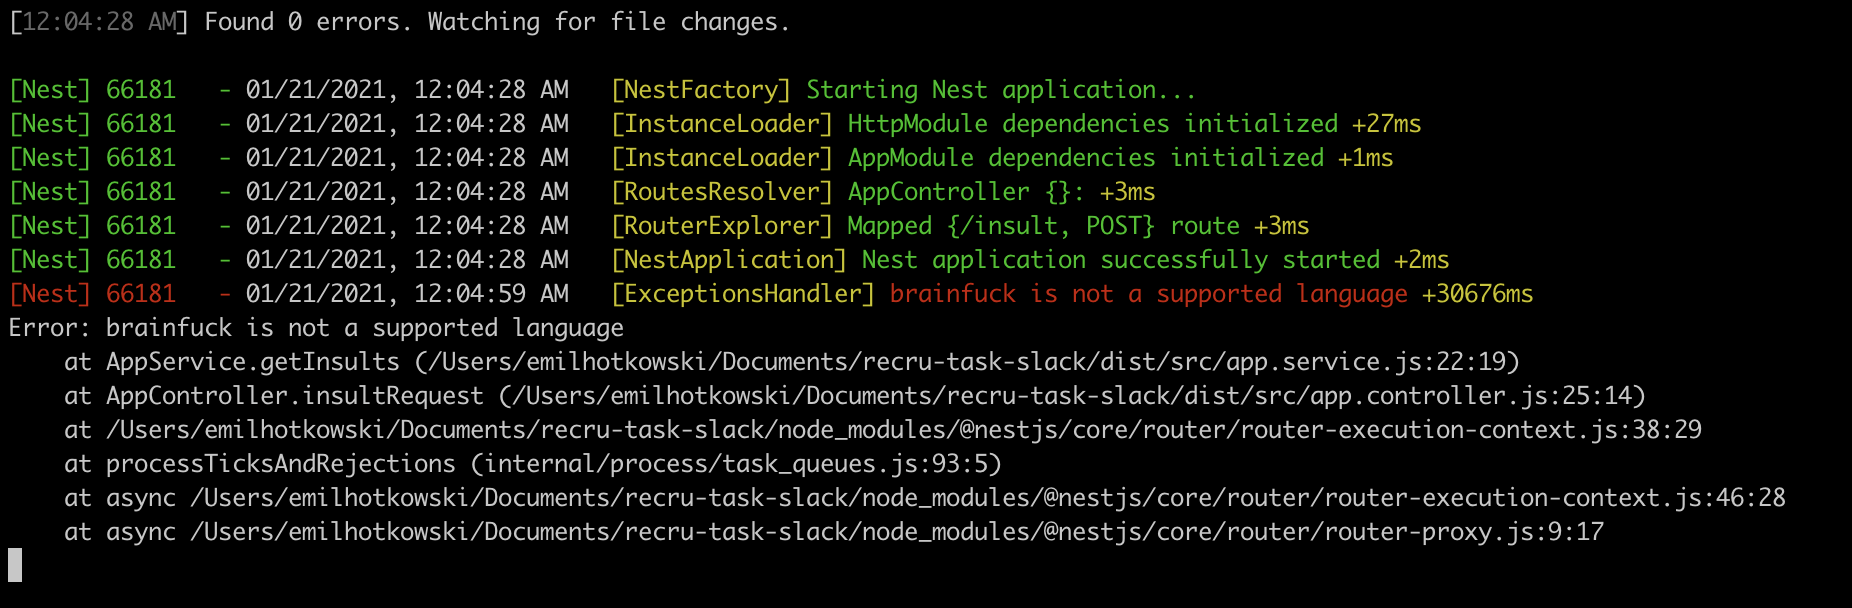 [12:04:28 AM] Found 0 errors. Watching for file changes.
[Nest] 66181   - 01/21/2021, 12:04:28 AM   [NestFactory] Starting Nest application...
[Nest] 66181   - 01/21/2021, 12:04:28 AM   [InstanceLoader] HttpModule dependencies initialized +27ms
[Nest] 66181   - 01/21/2021, 12:04:28 AM   [InstanceLoader] AppModule dependencies initialized +1ms
[Nest] 66181   - 01/21/2021, 12:04:28 AM   [RoutesResolver] AppController {}: +3ms
[Nest] 66181   - 01/21/2021, 12:04:28 AM   [RouterExplorer] Mapped {/insult, POST} route +3ms
[Nest] 66181   - 01/21/2021, 12:04:28 AM   [NestApplication] Nest application successfully started +2ms
[Nest] 66181   - 01/21/2021, 12:04:59 AM   [ExceptionsHandler] brainfuck is not a supported language +30676ms
Error: brainfuck is not a supported language
    at AppService.getInsults (/Users/emilhotkowski/Documents/recru-task-slack/dist/src/app.service.js:22:19)
    at AppController.insultRequest (/Users/emilhotkowski/Documents/recru-task-slack/dist/src/app.controller.js:25:14)
    at /Users/emilhotkowski/Documents/recru-task-slack/node_modules/@nestjs/core/router/router-execution-context.js:38:29
    at processTicksAndRejections (internal/process/task_queues.js:93:5)
    at async /Users/emilhotkowski/Documents/recru-task-slack/node_modules/@nestjs/core/router/router-execution-context.js:46:28
    at async /Users/emilhotkowski/Documents/recru-task-slack/node_modules/@nestjs/core/router/router-proxy.js:9:17